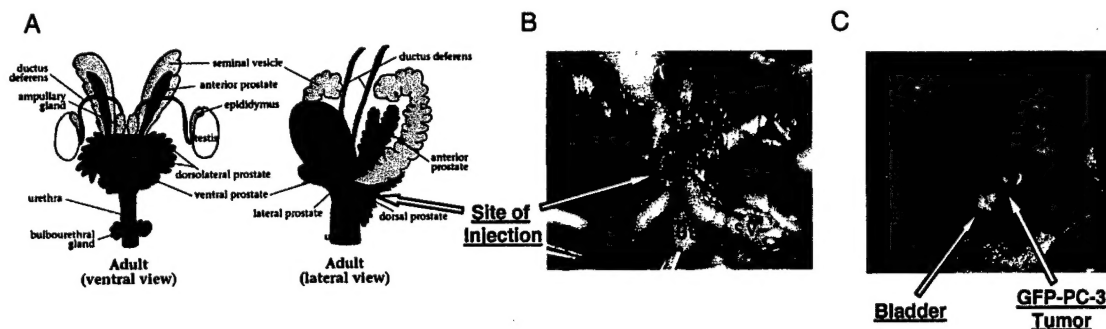 A
B
C
ductus
deferens
ampullary
gland
seminal vesicle
anterior prostate
epididymus
testis
dorsolateral prostate
ventral prostate
urethra
bulbourethral
gland
Adult
(ventral view)
ductus deferens
anterior
prostate
lateral prostate
dorsal prostate
Adult
(lateral view)
Site of
Injection
Bladder
GFP-PC-3
Tumor